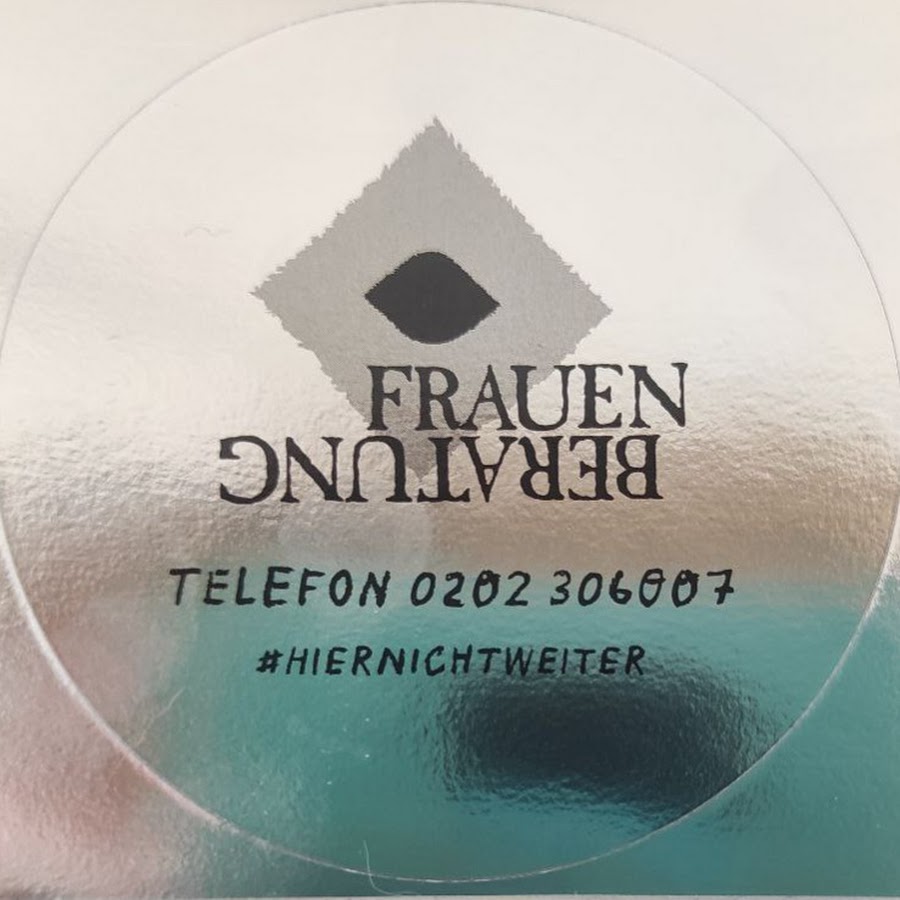 FRAUEN
BERATUNG
TELEFON 0202 306007
#HIERNICHTWEITER